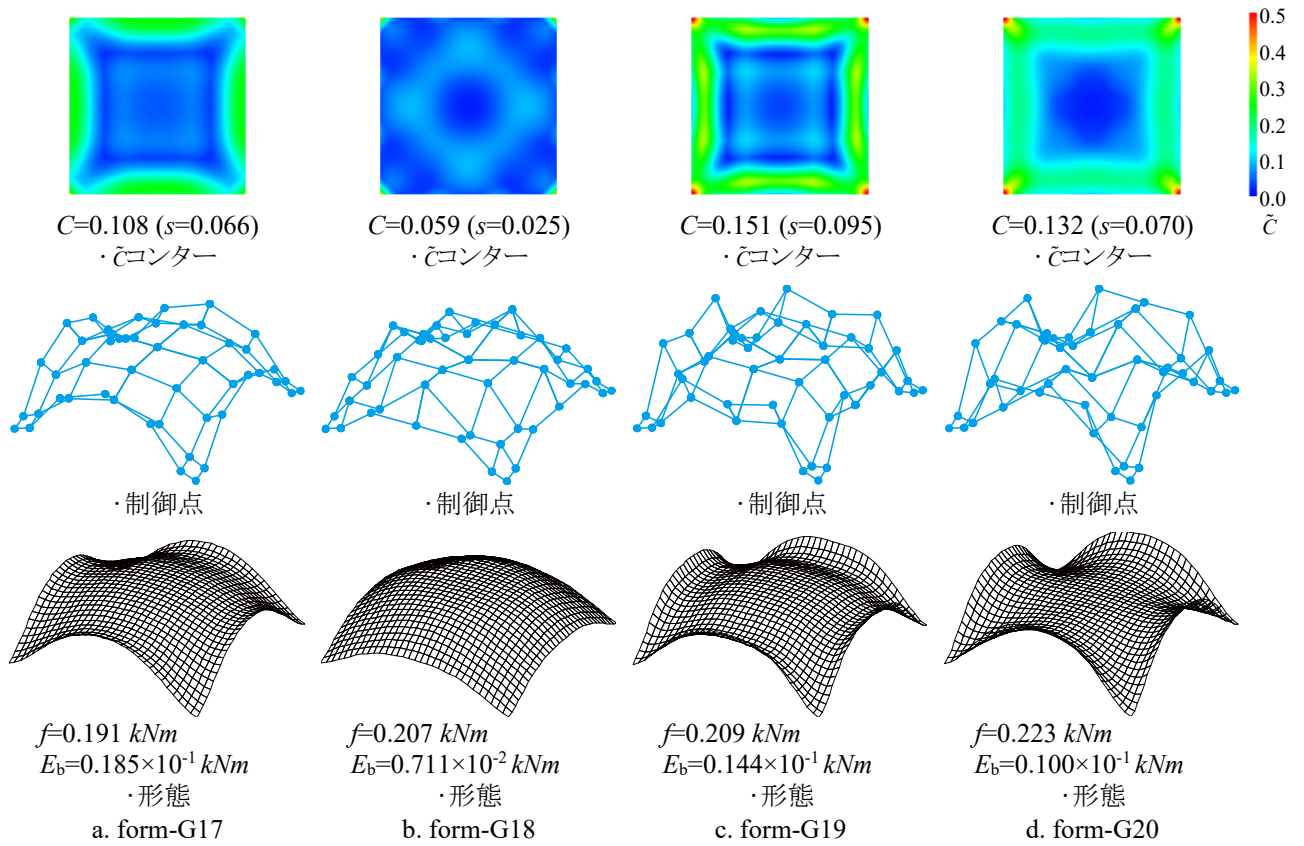 0.5
0.4
0.3
0.2
0.1
0.0
C̃
C=0.108 (s=0.066)
・C̃コンター
C=0.059 (s=0.025)
・C̃コンター
C=0.151 (s=0.095)
・C̃コンター
C=0.132 (s=0.070)
・C̃コンター
・制御点
・制御点
・制御点
・制御点
f=0.191 kNm
E_b=0.185×10^-1 kNm
・形態
a. form-G17
f=0.207 kNm
E_b=0.711×10^-2 kNm
・形態
b. form-G18
f=0.209 kNm
E_b=0.144×10^-1 kNm
・形態
c. form-G19
f=0.223 kNm
E_b=0.100×10^-1 kNm
・形態
d. form-G20